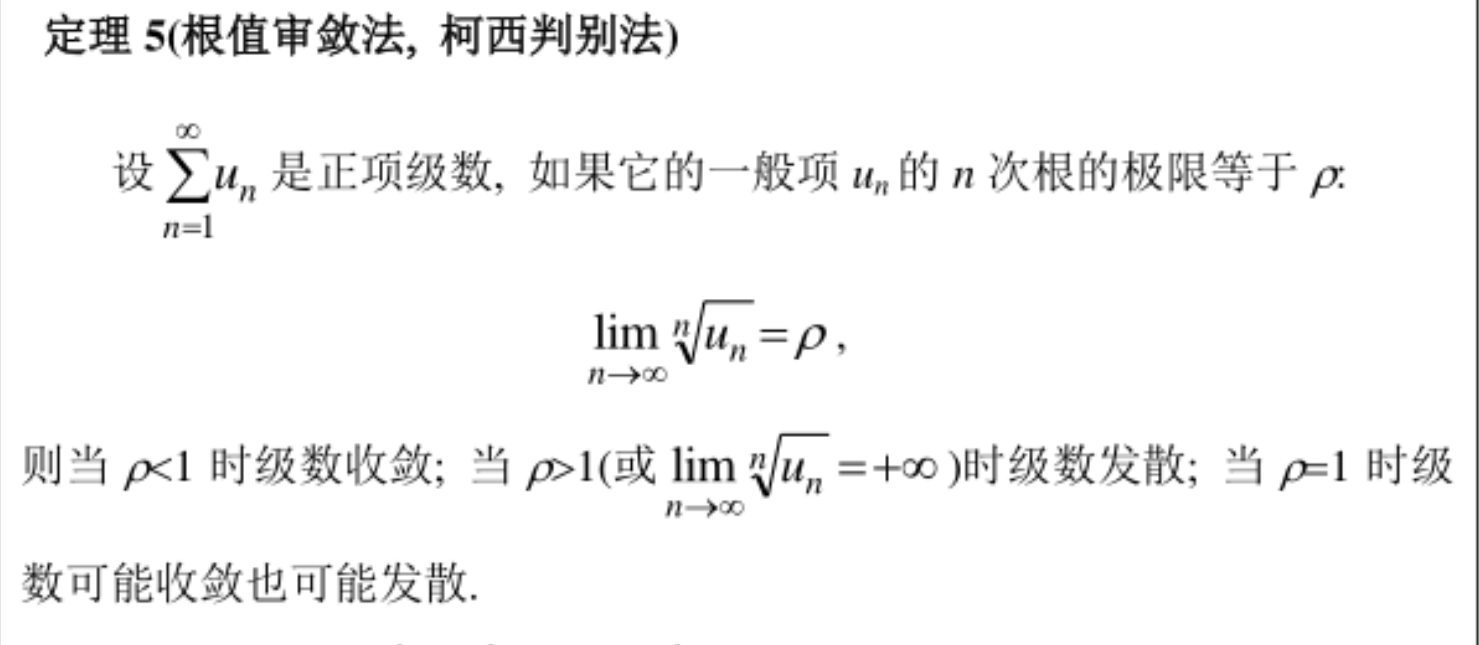 定理 5(根值审敛法, 柯西判别法)
设 $\sum_{n=1}^{\infty} u_n$ 是正项级数, 如果它的一般项 $u_n$ 的 n 次根的极限等于 ρ:
$\lim_{n\to\infty} \sqrt[n]{u_n} = \rho$ ,
则当 ρ<1 时级数收敛; 当 ρ>1(或 $\lim_{n\to\infty} \sqrt[n]{u_n} = +\infty$ )时级数发散; 当 ρ=1 时级
数可能收敛也可能发散.